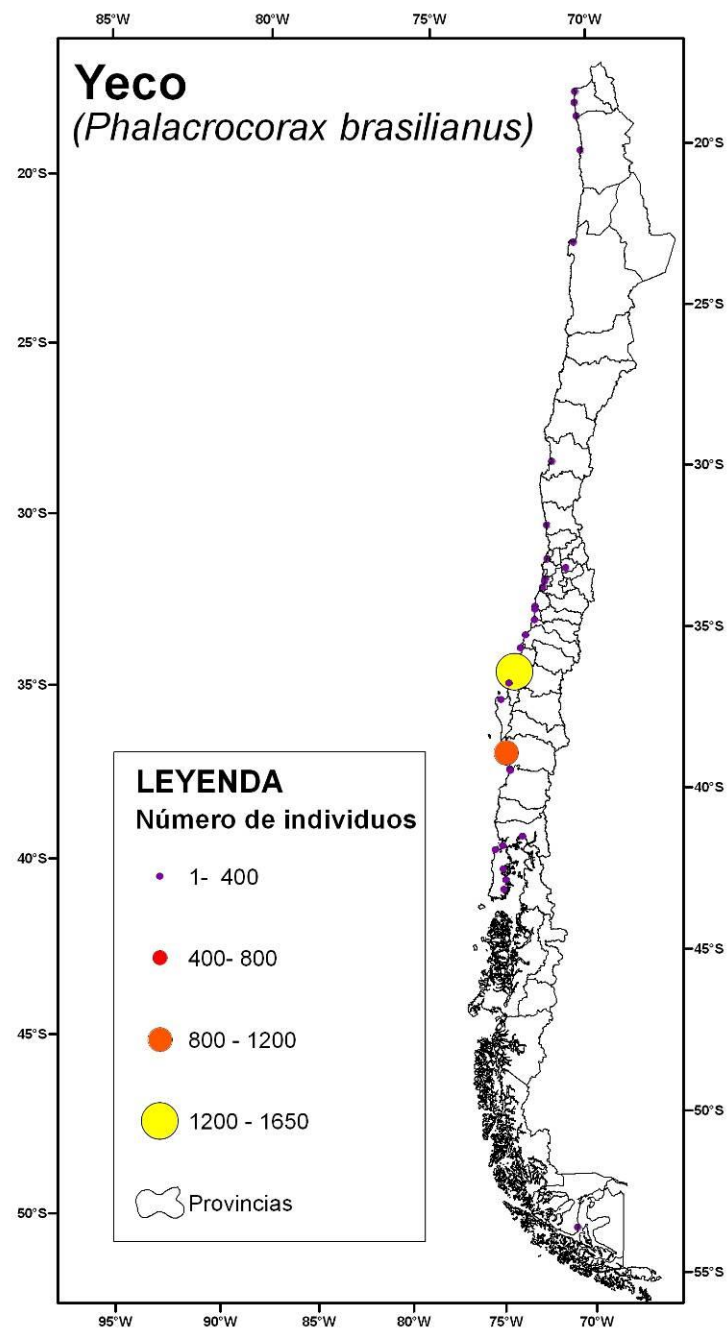 85°W 80°W 75°W 70°W
Yeco
(Phalacrocorax brasilianus)
20°S
25°S
30°S
35°S
40°S
45°S
50°S
20°S
25°S
30°S
35°S
40°S
45°S
50°S
55°S
LEYENDA
Número de individuos
1- 400
400- 800
800 - 1200
1200 - 1650
Provincias
95°W 90°W 85°W 80°W 75°W 70°W